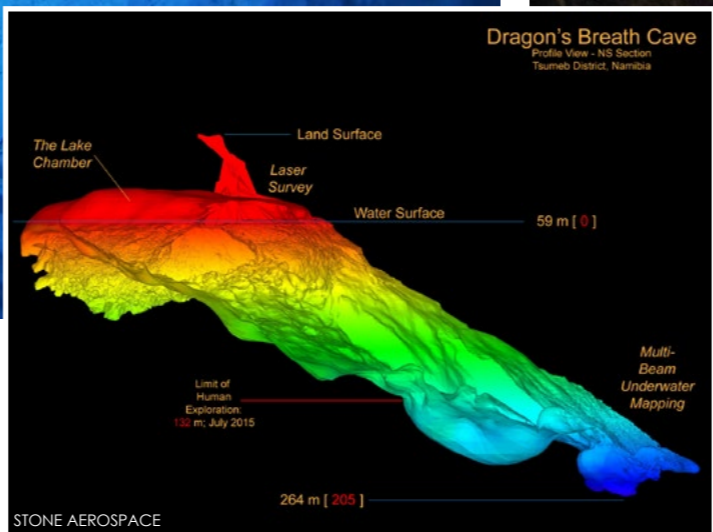 Dragon's Breath Cave
Profile View - NS Section
Tsumeb District, Namibia
Land Surface
The Lake
Chamber
Laser
Survey
Water Surface
59 m [ 0 ]
Multi-
Beam
Underwater
Mapping
Limit of
Human
Exploration:
132 m; July 2015
264 m [ 205 ]
STONE AEROSPACE